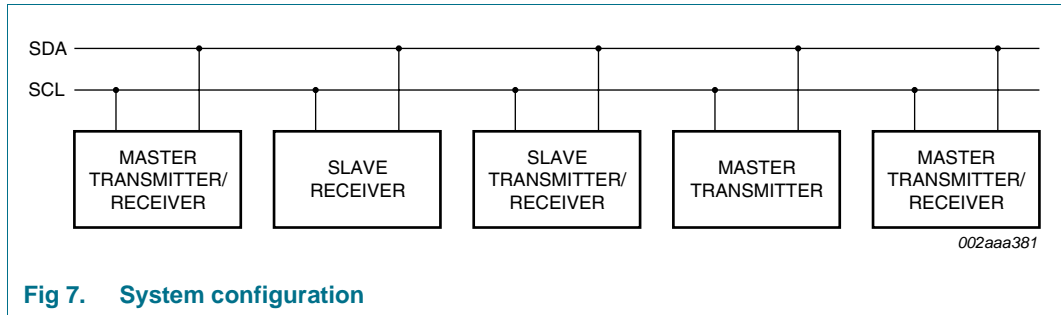 SDA
SCL
MASTER
TRANSMITTER/
RECEIVER
SLAVE
RECEIVER
SLAVE
TRANSMITTER/
RECEIVER
MASTER
TRANSMITTER
MASTER
TRANSMITTER/
RECEIVER
002aaa381
Fig 7. System configuration